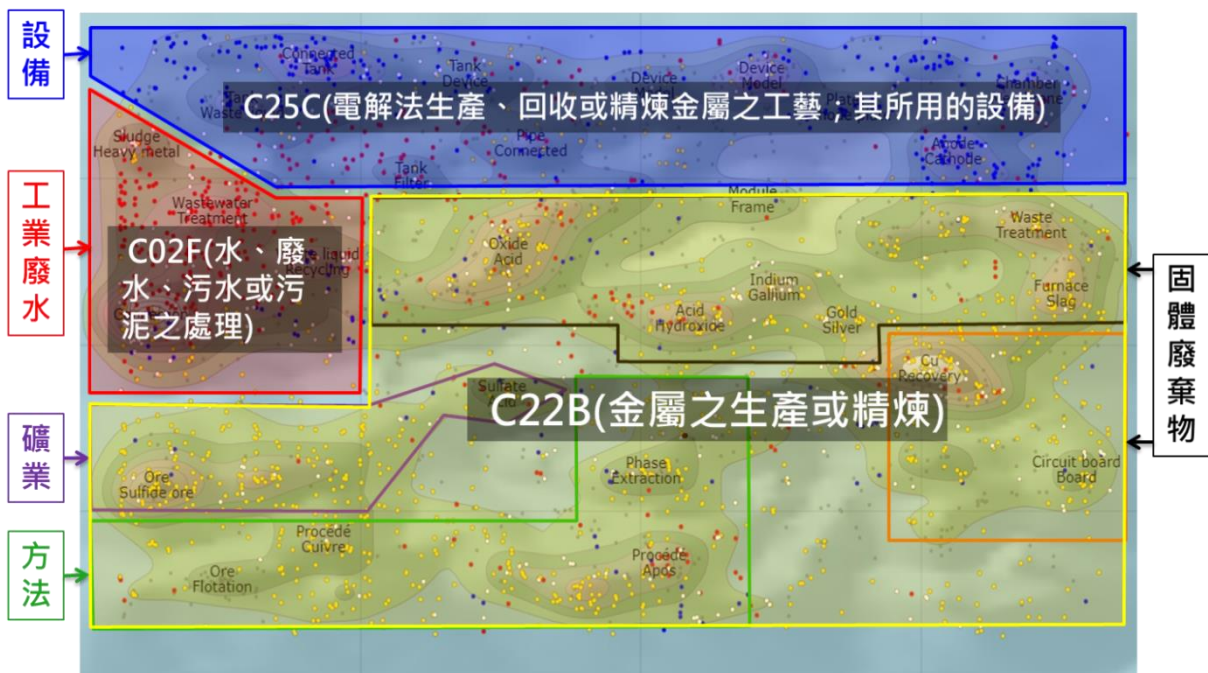 設備
工業廢水
礦業
方法
固體廢棄物
Connected
Tank
Tank
Device
Device
Model
Device
Model
Chamber
C25C(電解法生產、回收或精煉金屬之工藝；其所用的設備)
Pipe
Connected
Anode
Cathode
Tank
Filter
Sludge
Heavy metal
Wastewater
Treatment
Recycling
C02F(水、廢
水、污水或污
泥之處理)
Module
Frame
Waste
Treatment
Oxide
Acid
Indium
Gallium
Furnace
Slag
Acid
Hydroxide
Gold
Silver
Cu
Recovery
Sulfate
C22B(金屬之生產或精煉)
Ore
Sulfide ore
Phase
Extraction
Circuit board
Board
Procédé
Cuivre
Ore
Flotation
Procédé
Apos